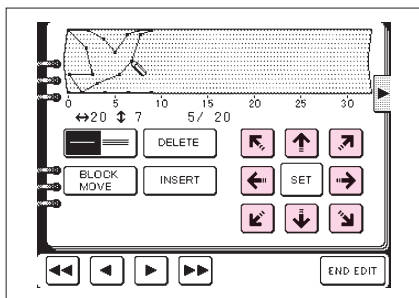 0 5 10 15 20 25 30
↔20 ↕ 7 5/ 20
DELETE
BLOCK MOVE
INSERT
SET
END EDIT